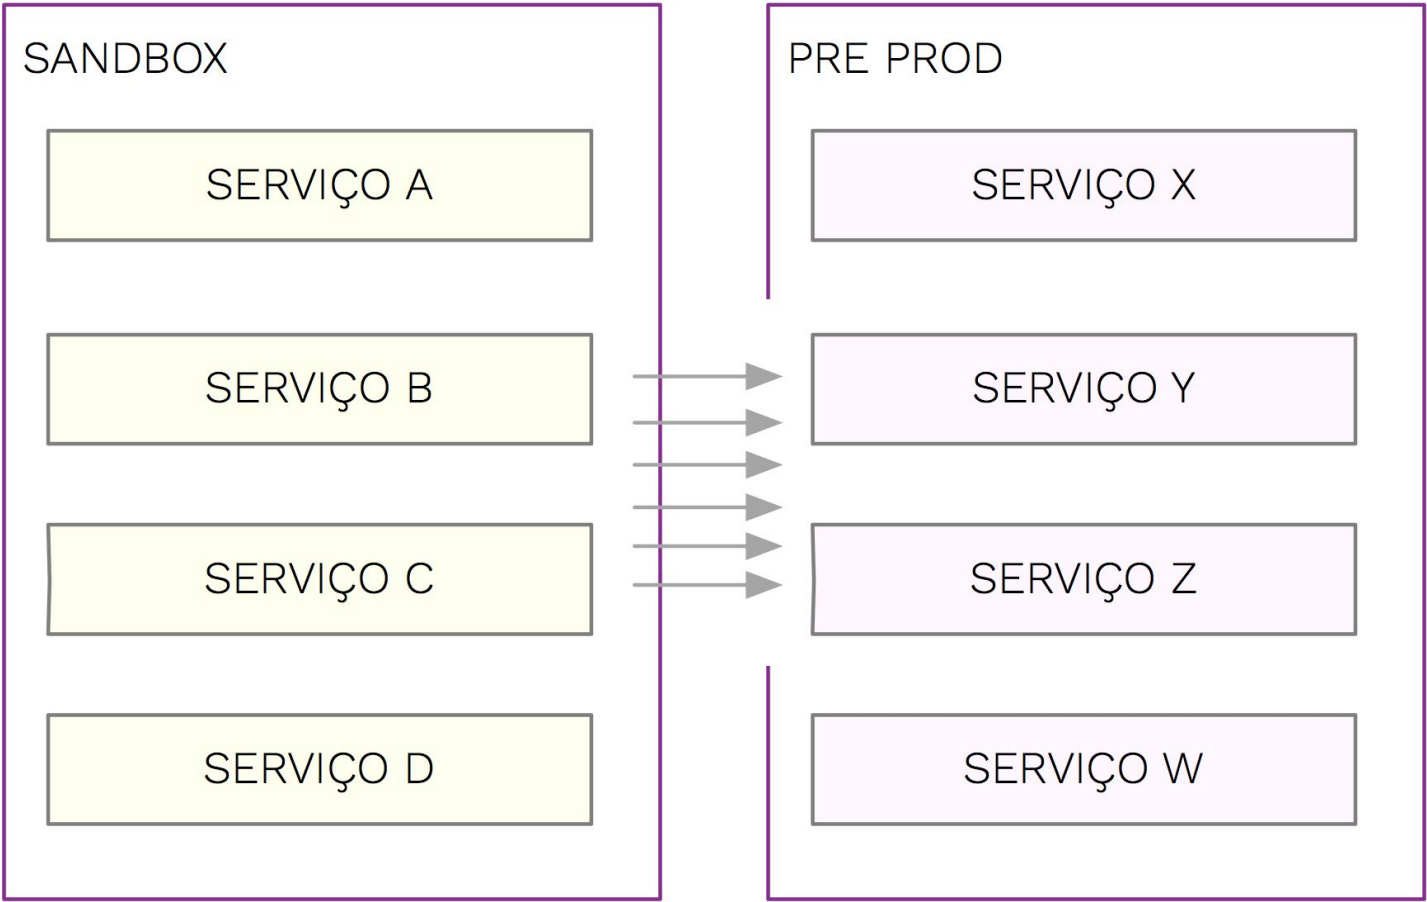 SANDBOX
SERVIÇO A
SERVIÇO B
SERVIÇO C
SERVIÇO D
PRE PROD
SERVIÇO X
SERVIÇO Y
SERVIÇO Z
SERVIÇO W